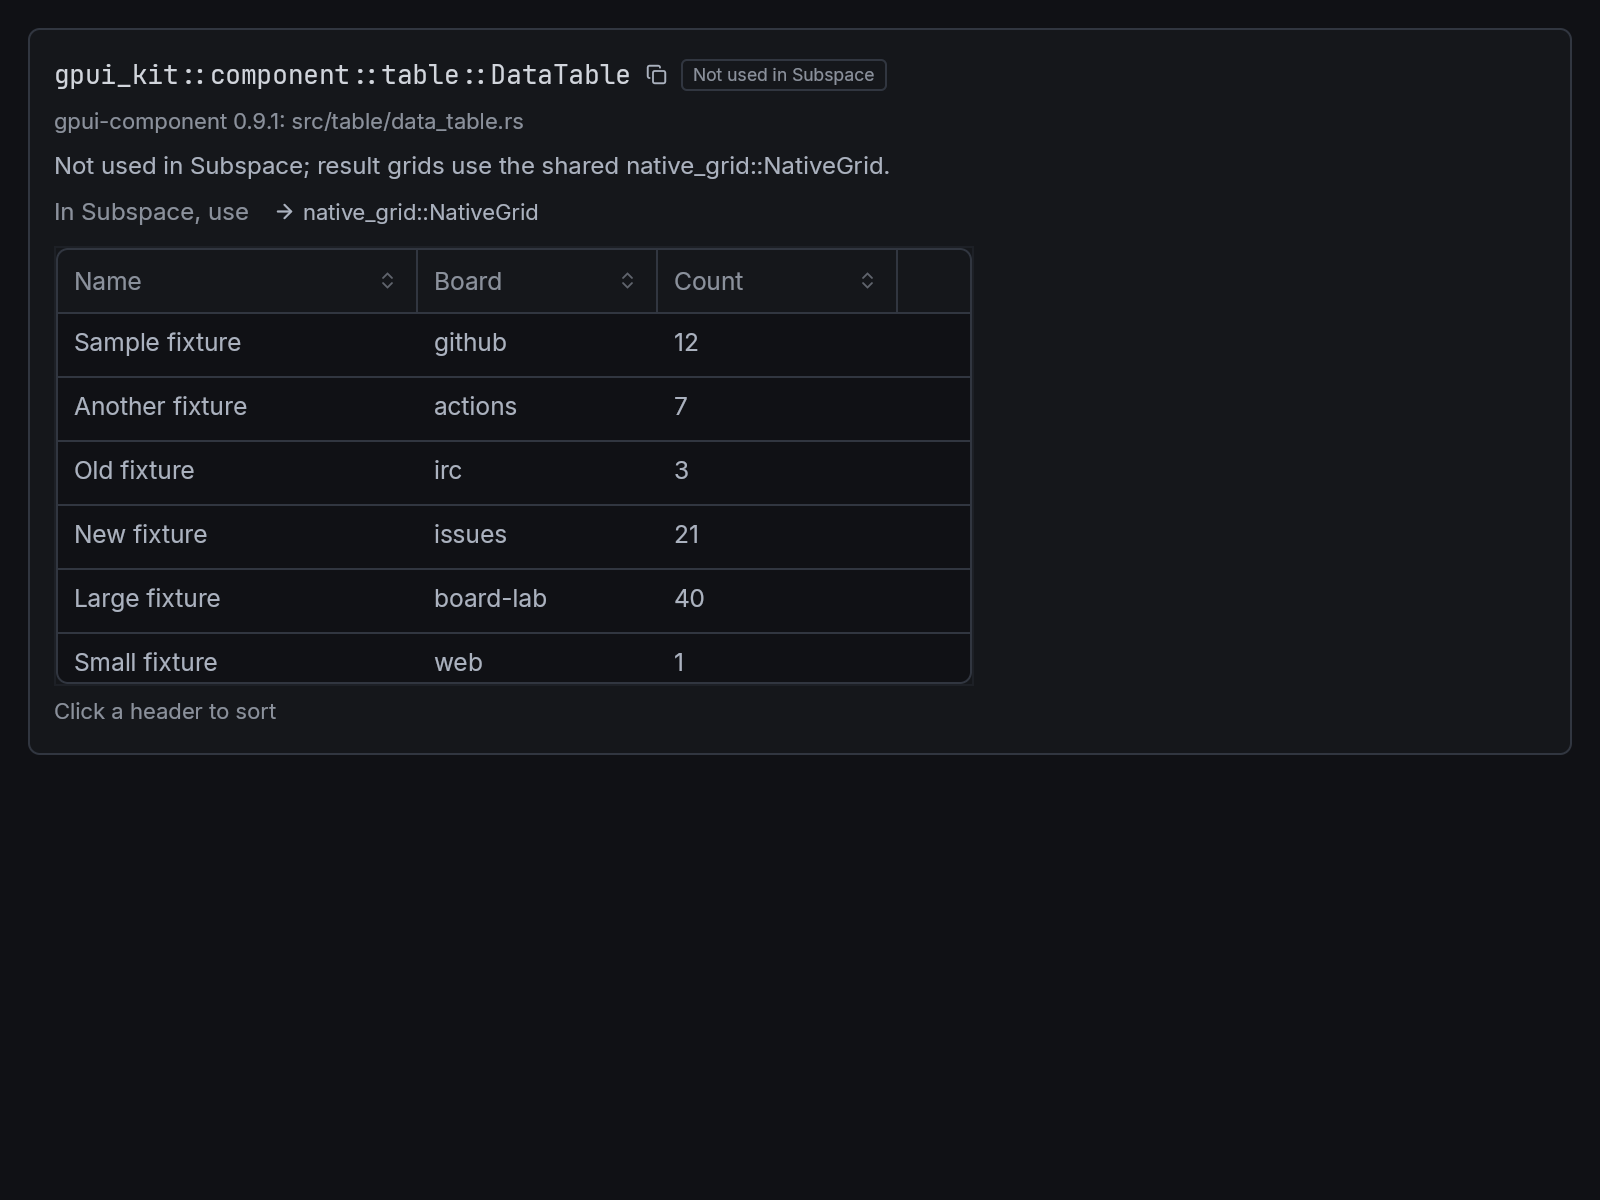 gpui_kit::component::table::DataTable Not used in Subspace
gpui-component 0.9.1: src/table/data_table.rs
Not used in Subspace; result grids use the shared native_grid::NativeGrid.
In Subspace, use → native_grid::NativeGrid
Name Board Count
Sample fixture github 12
Another fixture actions 7
Old fixture irc 3
New fixture issues 21
Large fixture board-lab 40
Small fixture web 1
Click a header to sort